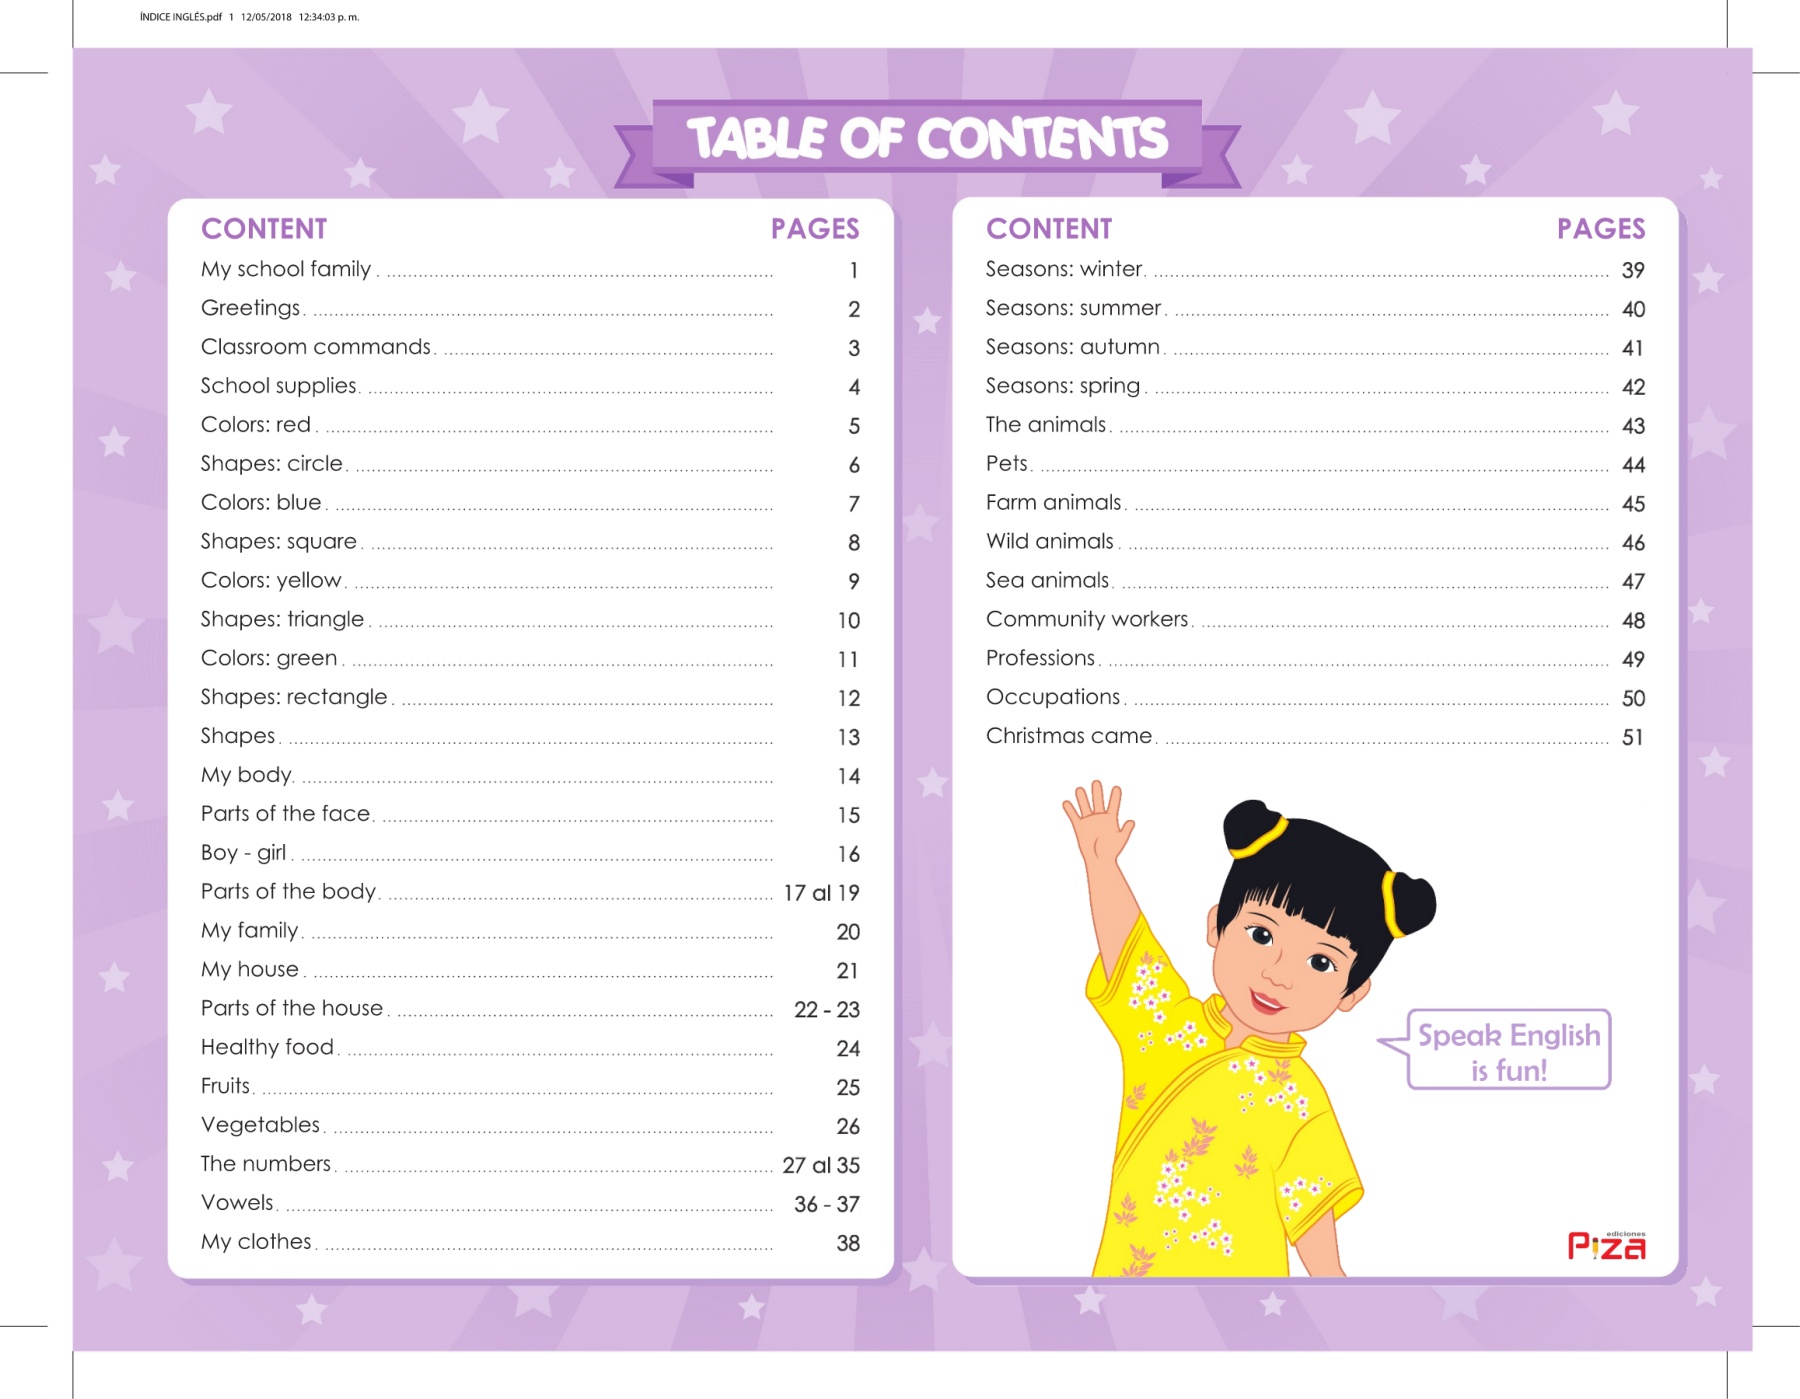 ÍNDICE INGLÉS.pdf 1 12/05/2018 12:34:03 p. m.
TABLE OF CONTENTS
CONTENT PAGES
My school family 1
Greetings 2
Classroom commands 3
School supplies 4
Colors: red 5
Shapes: circle 6
Colors: blue 7
Shapes: square 8
Colors: yellow 9
Shapes: triangle 10
Colors: green 11
Shapes: rectangle 12
Shapes 13
My body 14
Parts of the face 15
Boy - girl 16
Parts of the body 17 al 19
My family 20
My house 21
Parts of the house 22 - 23
Healthy food 24
Fruits 25
Vegetables 26
The numbers 27 al 35
Vowels 36 - 37
My clothes 38
CONTENT PAGES
Seasons: winter 39
Seasons: summer 40
Seasons: autumn 41
Seasons: spring 42
The animals 43
Pets 44
Farm animals 45
Wild animals 46
Sea animals 47
Community workers 48
Professions 49
Occupations 50
Christmas came 51
Speak English
is fun!
ediciones
Piza